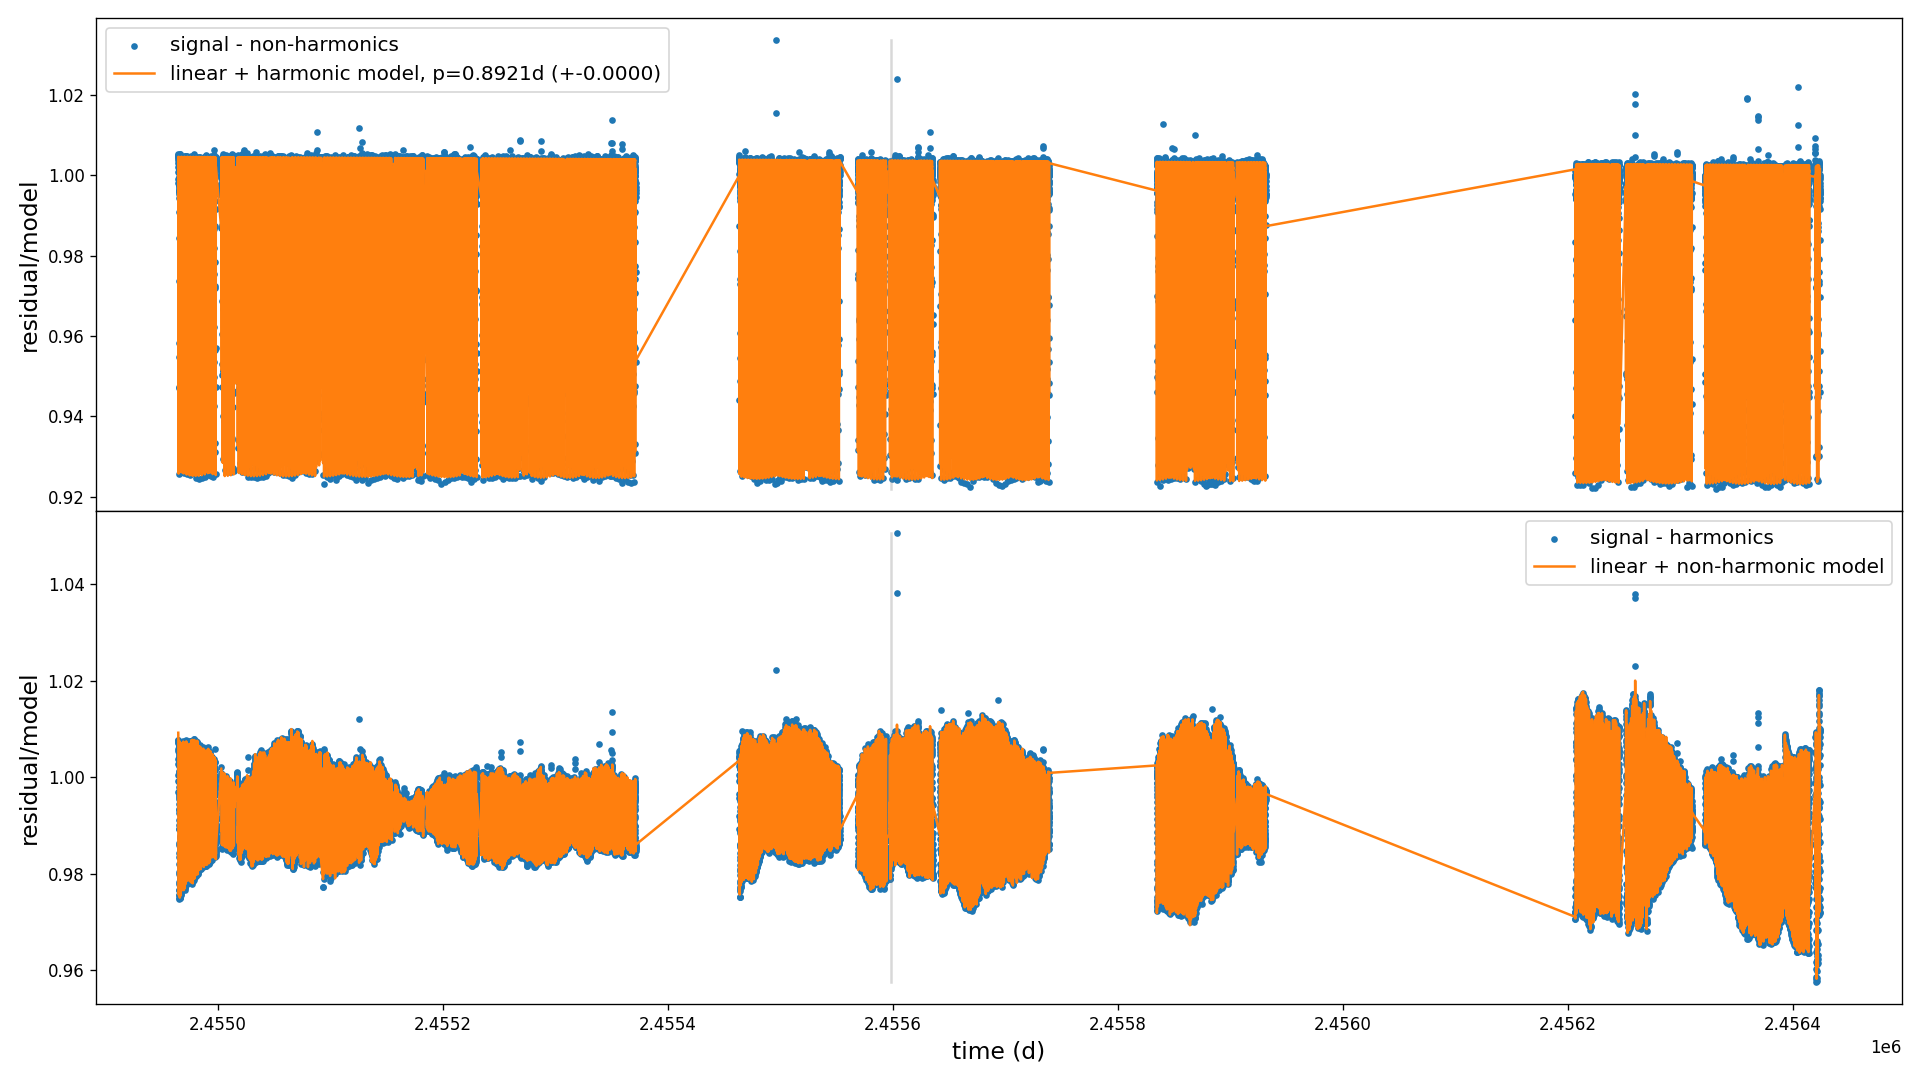 signal - non-harmonics
linear + harmonic model, p=0.8921d (+-0.0000)
1.02
1.00
0.98
0.96
0.94
0.92
residual/model
signal - harmonics
linear + non-harmonic model
1.04
1.02
1.00
0.98
0.96
residual/model
2.4550 2.4552 2.4554 2.4556 2.4558 2.4560 2.4562 2.4564
1e6
time (d)